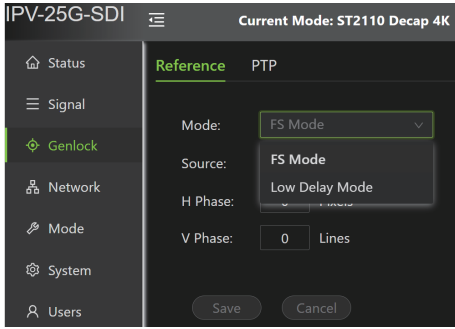 IPV-25G-SDI
Current Mode: ST2110 Decap 4K
Status
Signal
Genlock
Network
Mode
System
Users
Reference PTP
Mode: FS Mode
FS Mode
Low Delay Mode
Source:
H Phase:
V Phase: 0 Lines
Save Cancel